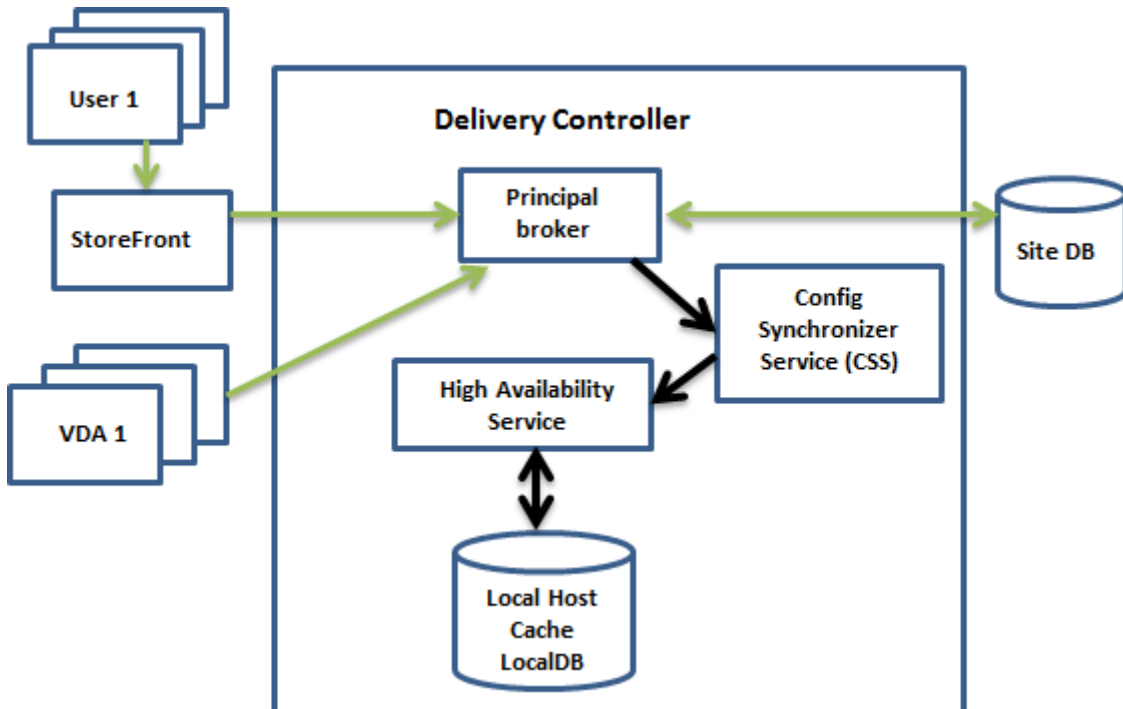 User 1
Delivery Controller
StoreFront
Principal
broker
Site DB
Config
Synchronizer
Service (CSS)
High Availability
Service
VDA 1
Local Host
Cache
LocalDB